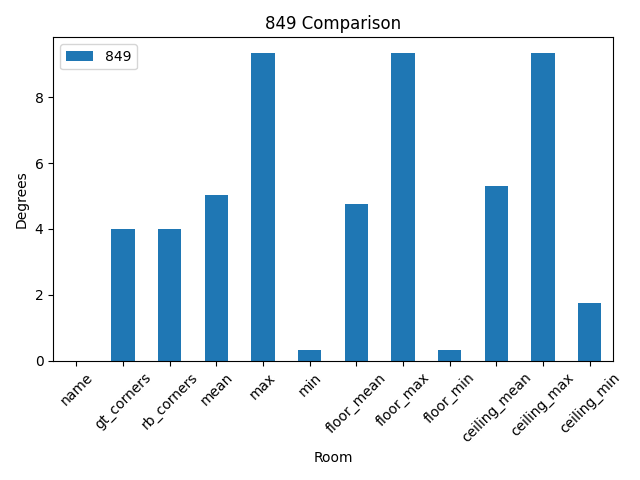 849 Comparison
849
Degrees
8
6
4
2
0
name
gt_corners
rb_corners
mean
max
min
floor_mean
floor_max
floor_min
ceiling_mean
ceiling_max
ceiling_min
Room